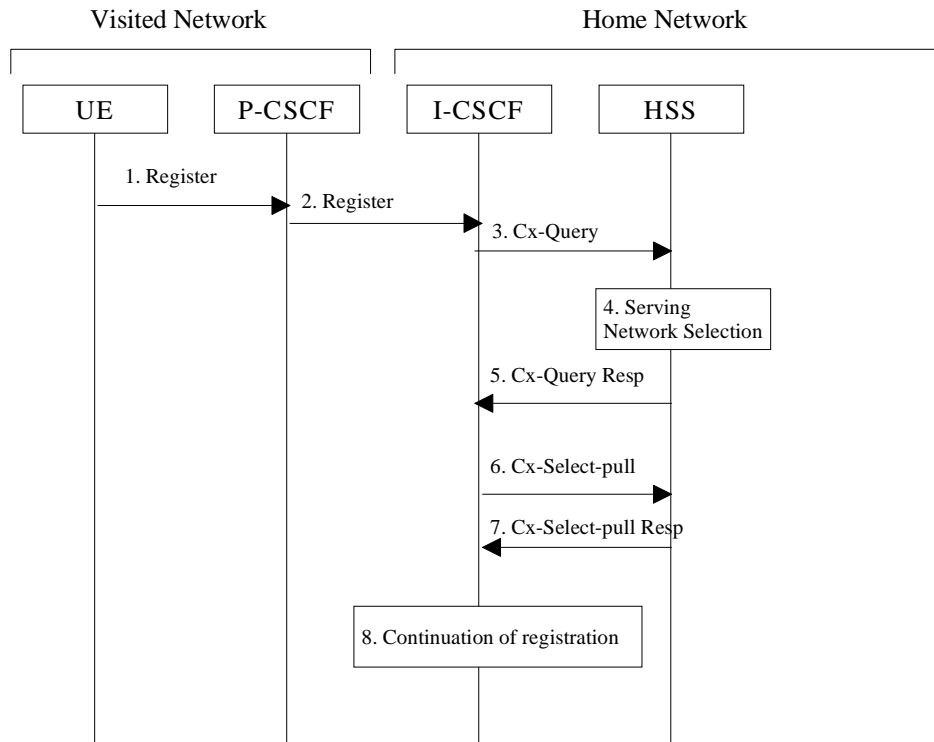 Visited Network
Home Network
UE
P-CSCF
I-CSCF
HSS
1. Register
2. Register
3. Cx-Query
4. Serving
Network Selection
5. Cx-Query Resp
6. Cx-Select-pull
7. Cx-Select-pull Resp
8. Continuation of registration